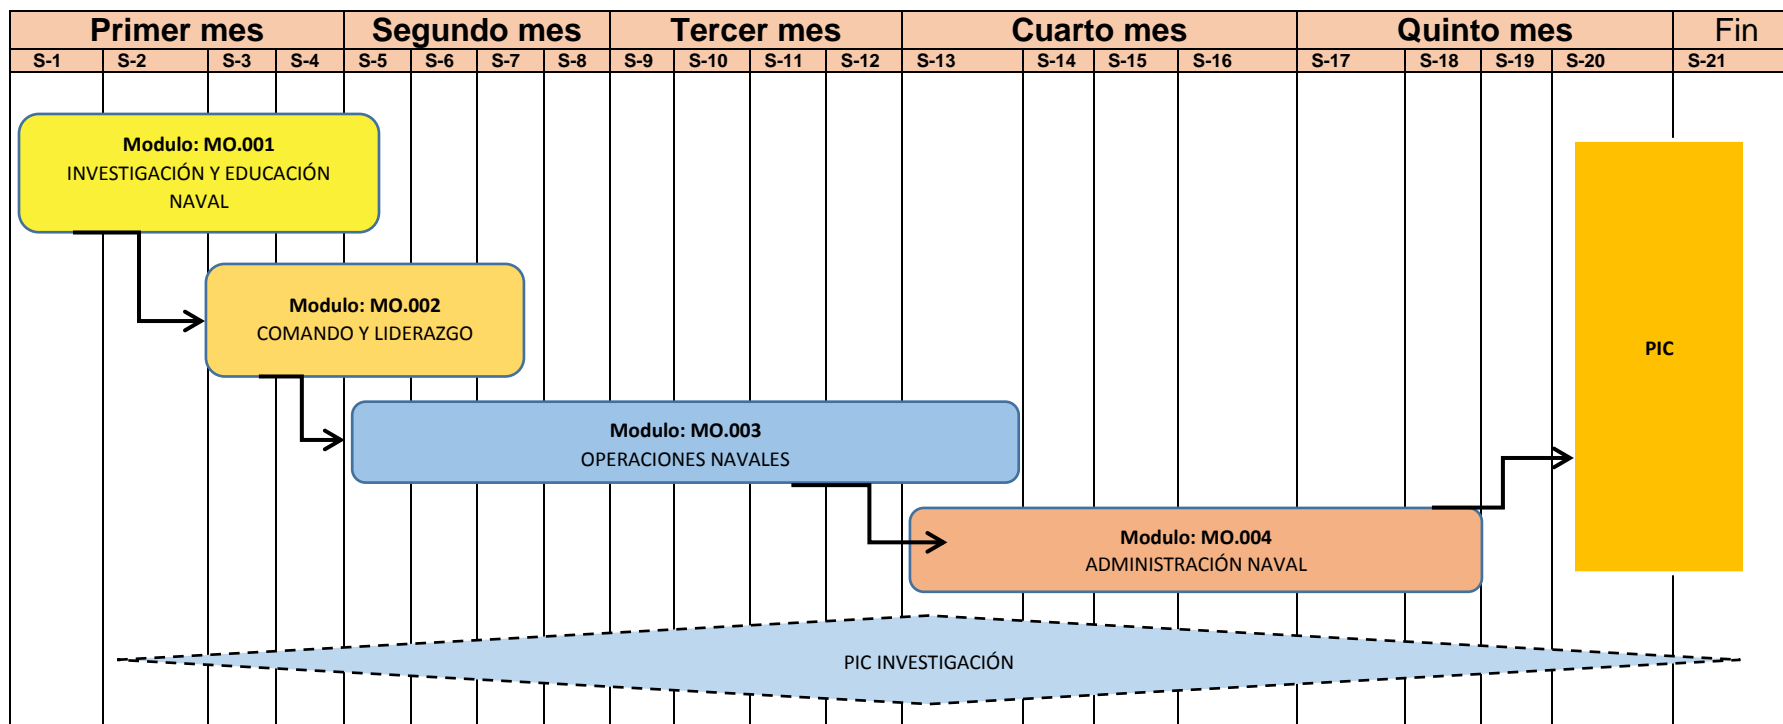 Primer mes Segundo mes Tercer mes Cuarto mes Quinto mes Fin
S-1 S-2 S-3 S-4 S-5 S-6 S-7 S-8 S-9 S-10 S-11 S-12 S-13 S-14 S-15 S-16 S-17 S-18 S-19 S-20 S-21
Modulo: MO.001
INVESTIGACIÓN Y EDUCACIÓN
NAVAL
Modulo: MO.002
COMANDO Y LIDERAZGO
PIC
Modulo: MO.003
OPERACIONES NAVALES
Modulo: MO.004
ADMINISTRACIÓN NAVAL
PIC INVESTIGACIÓN